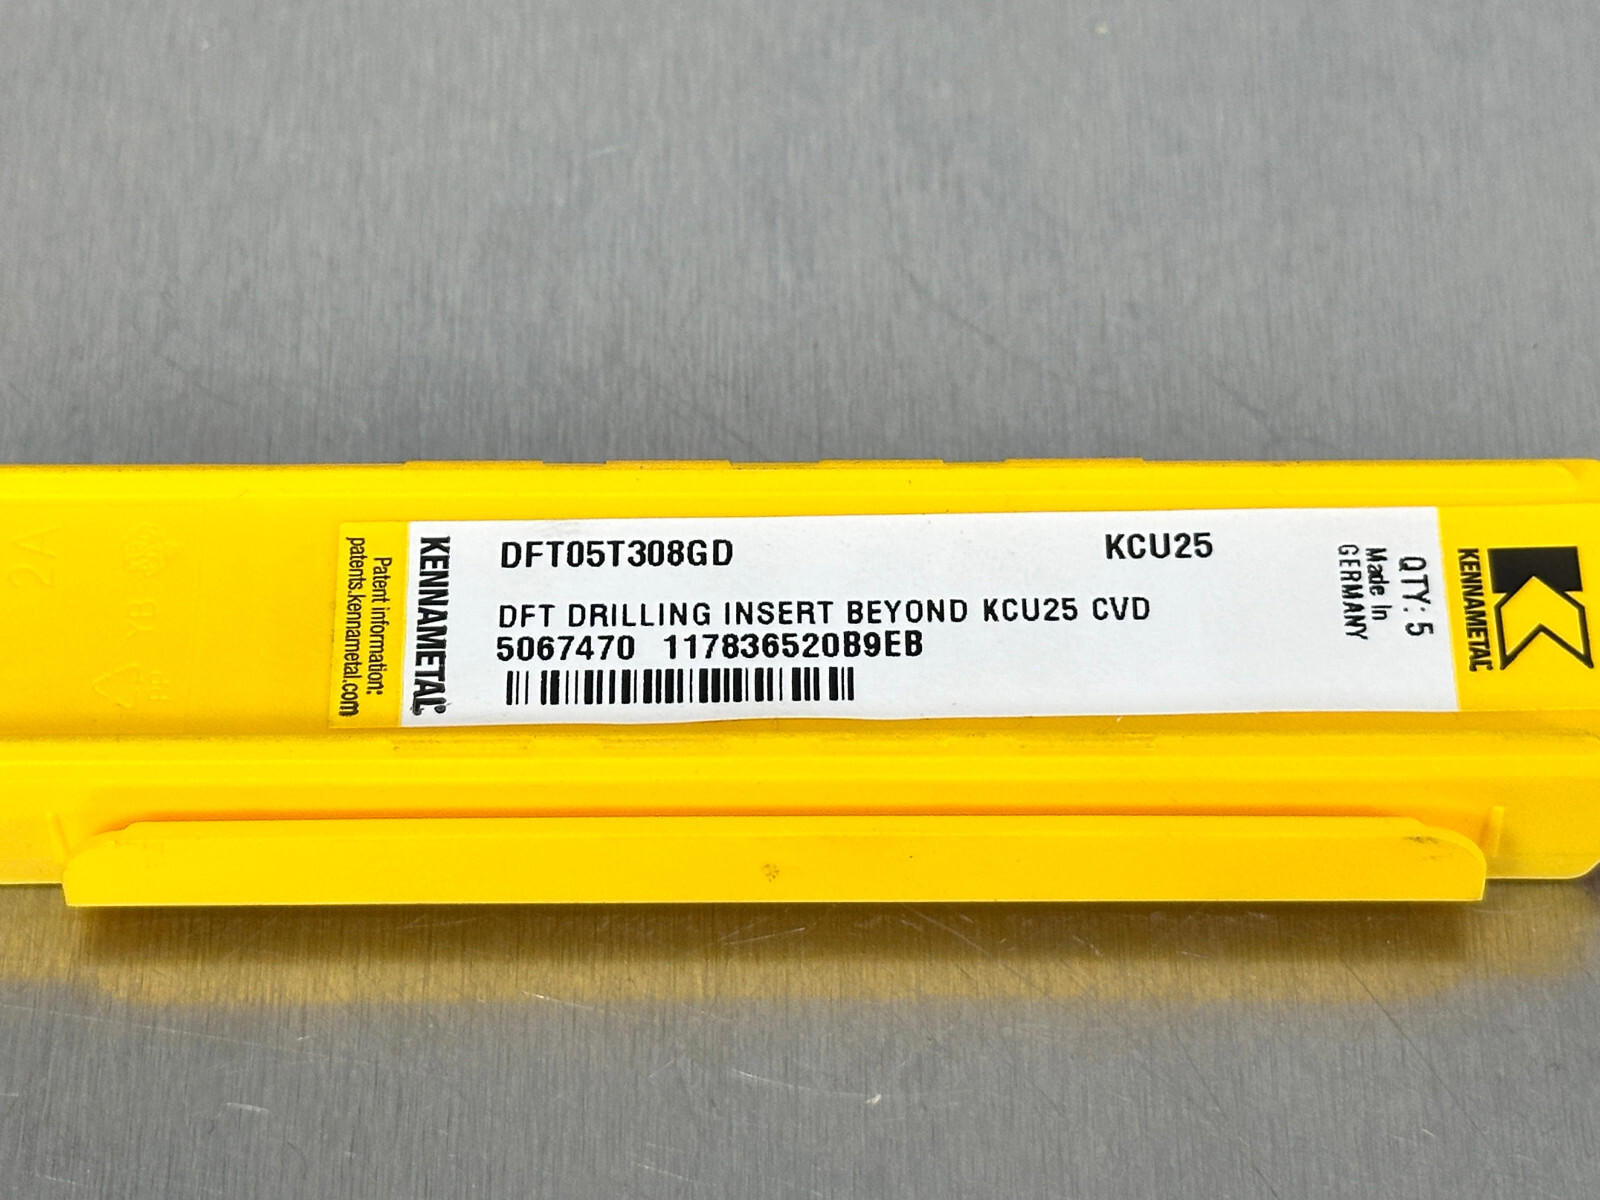 Patent information:
patents.kennametal.com
KENNAMETAL®
DFT05T308GD KCU25
DFT DRILLING INSERT BEYOND KCU25 CVD
5067470 117836520B9EB
QTY: 5
Made In
GERMANY
KENNAMETAL
2A